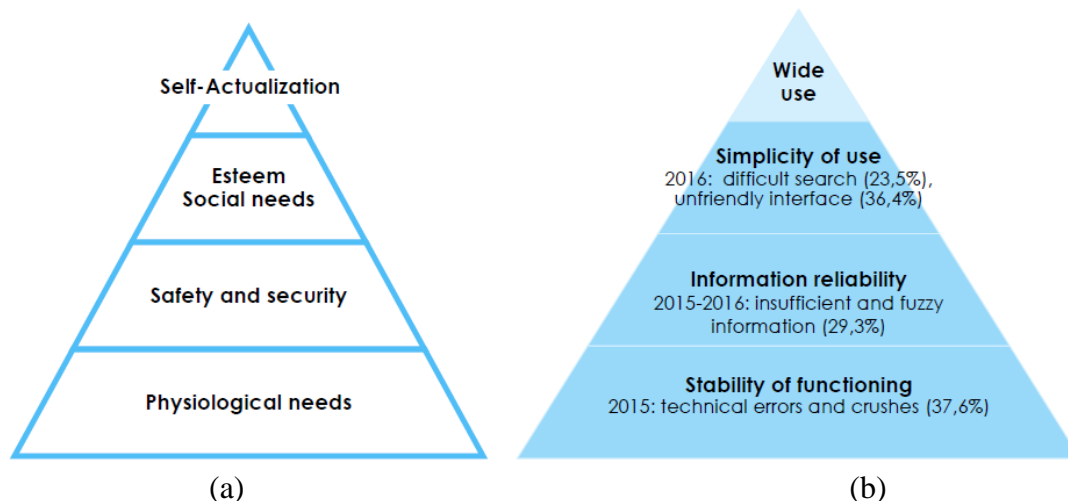 Self-Actualization
Esteem
Social needs
Safety and security
Physiological needs
(a)
Wide
use
Simplicity of use
2016: difficult search (23,5%),
unfriendly interface (36,4%)
Information reliability
2015-2016: insufficient and fuzzy
information (29,3%)
Stability of functioning
2015: technical errors and crushes (37,6%)
(b)